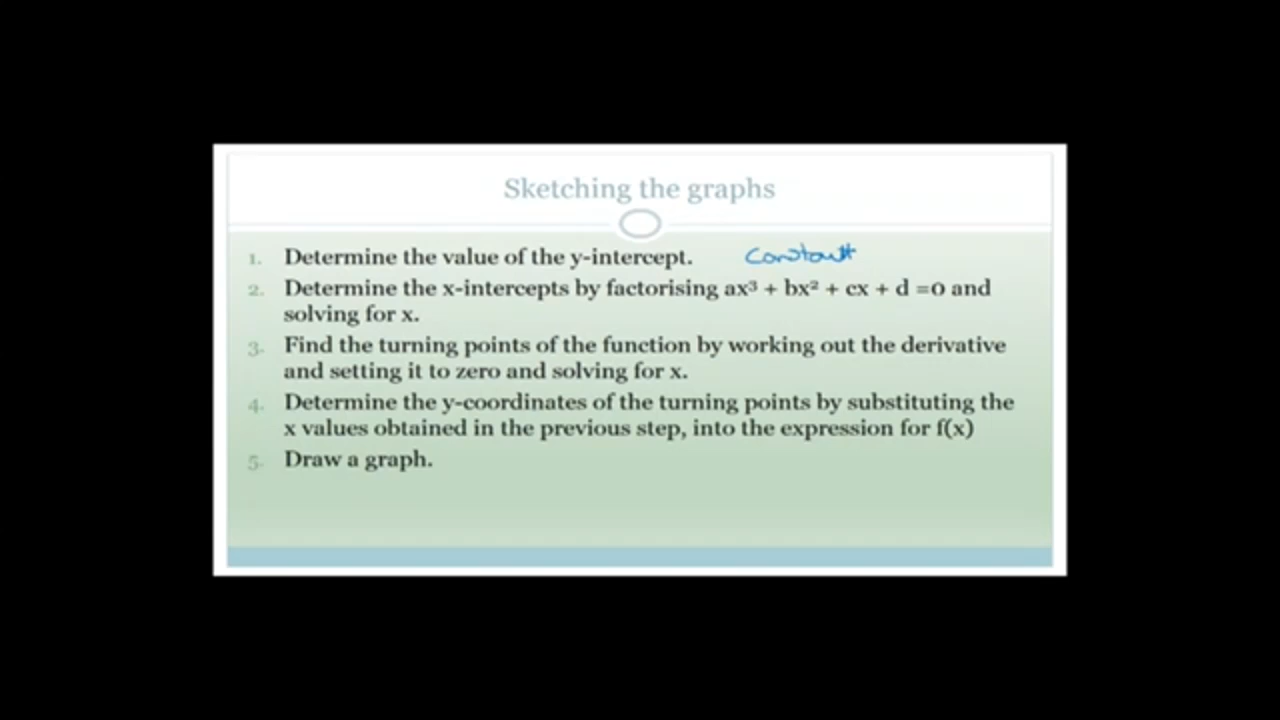 Sketching the graphs
1. Determine the value of the y-intercept. Constant
2. Determine the x-intercepts by factorising ax³ + bx² + cx + d =0 and
solving for x.
3. Find the turning points of the function by working out the derivative
and setting it to zero and solving for x.
4. Determine the y-coordinates of the turning points by substituting the
x values obtained in the previous step, into the expression for f(x)
5. Draw a graph.